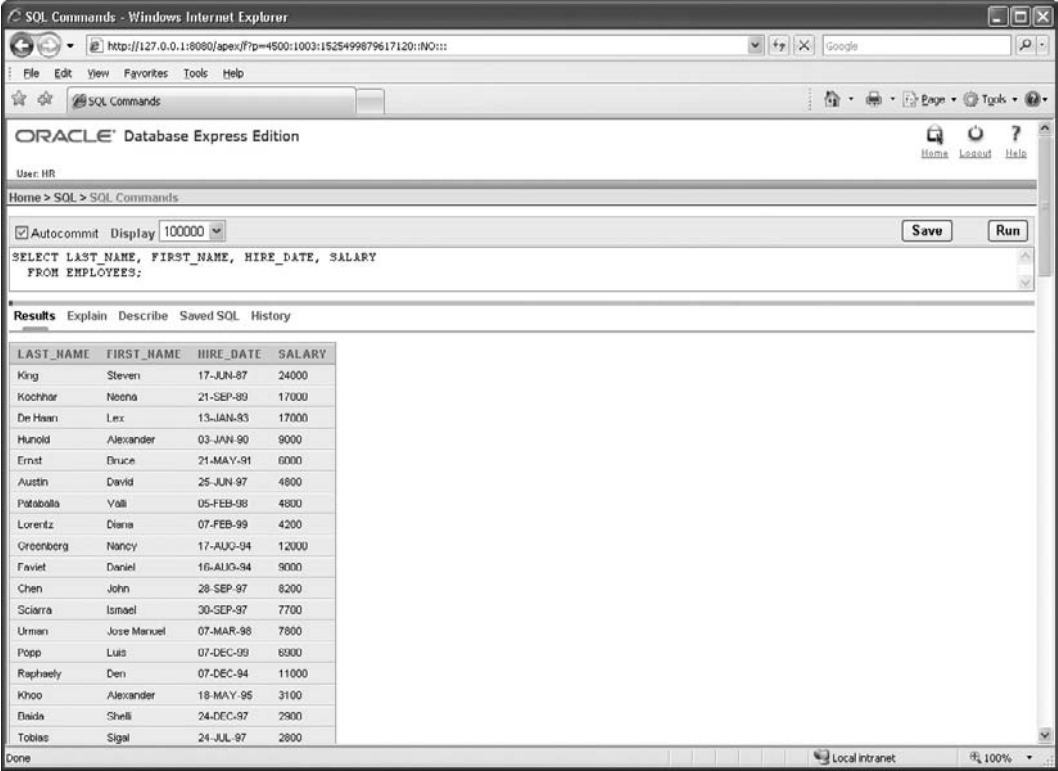 SQL Commands - Windows Internet Explorer
http://127.0.0.1:8080/apex/f?p=4500:1003:1525499879617120::NO:::
Google
File Edit View Favorites Tools Help
SQL Commands
Page Tools
ORACLE Database Express Edition
Home Logout Help
User: HR
Home > SQL > SQL Commands
Autocommit Display 100000 Save Run
SELECT LAST_NAME, FIRST_NAME, HIRE_DATE, SALARY
FROM EMPLOYEES;
Results Explain Describe Saved SQL History
LAST_NAME FIRST_NAME HIRE_DATE SALARY
King Steven 17-JUN-87 24000
Kochhar Neena 21-SEP-89 17000
De Haan Lex 13-JAN-93 17000
Hunold Alexander 03-JAN-90 9000
Ernst Bruce 21-MAY-91 6000
Austin David 25-JUN-97 4800
Pataballa Valli 05-FEB-98 4800
Lorentz Diana 07-FEB-99 4200
Greenberg Nancy 17-AUG-94 12000
Faviet Daniel 16-AUG-94 9000
Chen John 28-SEP-97 8200
Sciarra Ismael 30-SEP-97 7700
Urman Jose Manuel 07-MAR-98 7800
Popp Luis 07-DEC-99 6900
Raphaely Den 07-DEC-94 11000
Khoo Alexander 18-MAY-95 3100
Baida Shelli 24-DEC-97 2900
Tobias Sigal 24-JUL-97 2800
Done Local intranet 100%